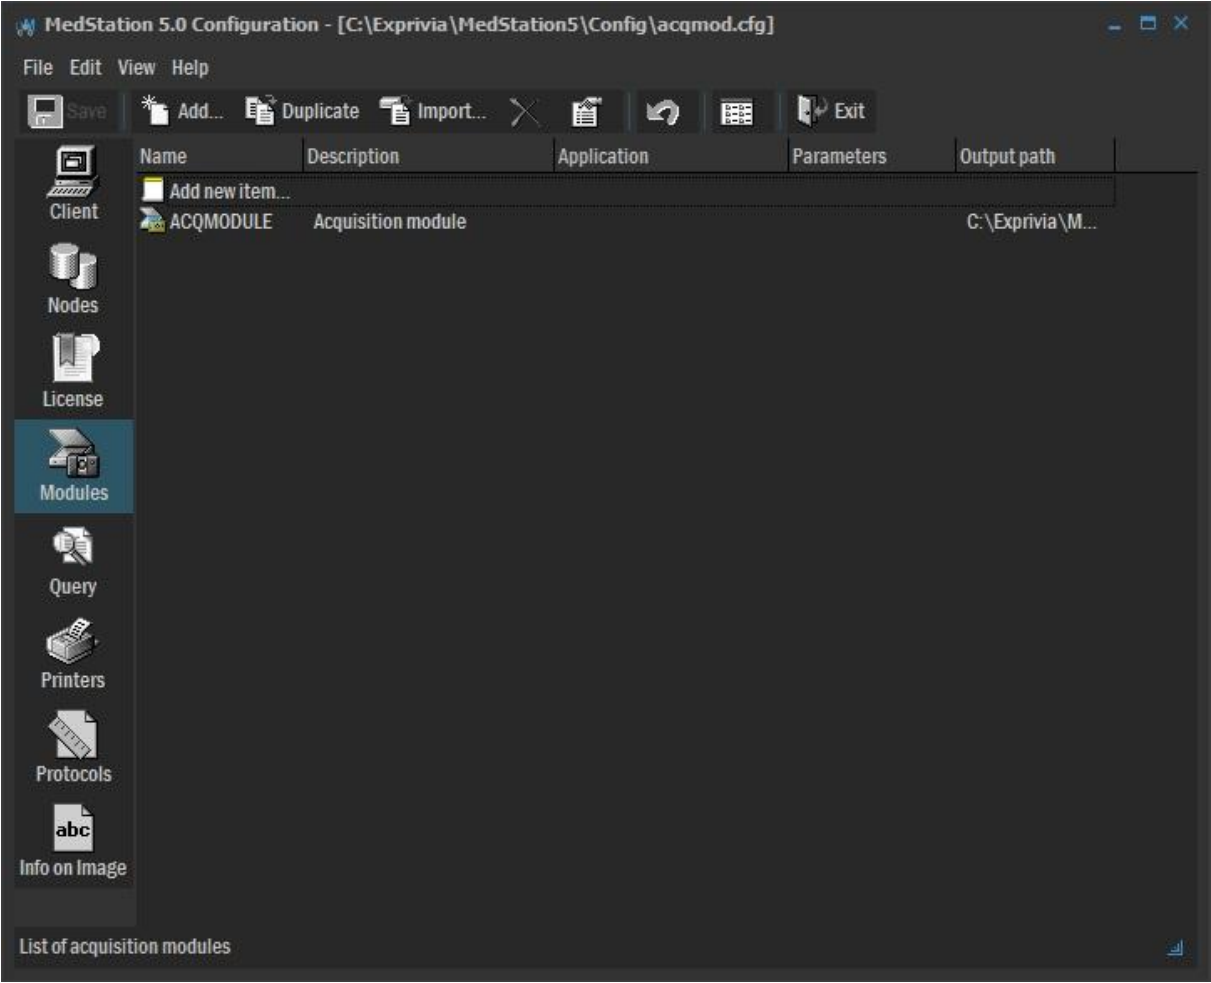 MedStation 5.0 Configuration - [C:\Exprivia\MedStation5\Config\acqmod.cfg]
File Edit View Help
Save Add... Duplicate Import... Exit
Name Description Application Parameters Output path
Add new item...
ACQMODULE Acquisition module C:\Exprivia\M...
Client
Nodes
License
Modules
Query
Printers
Protocols
abc
Info on Image
List of acquisition modules